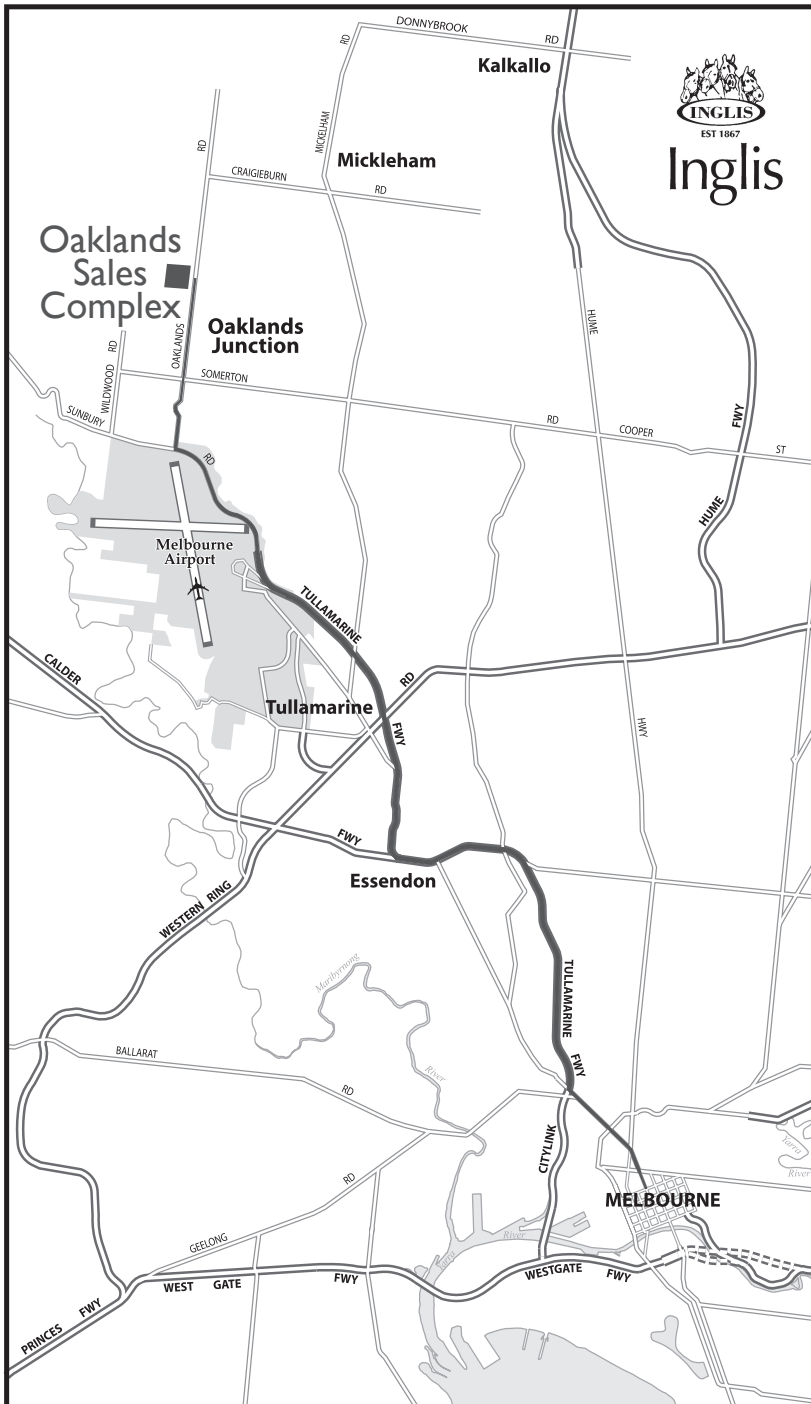 DONNYBROOK
RD
RD
Kalkallo
INGLIS
EST 1867
Inglis
MICKELHAM
Mickleham
RD
CRAIGIEBURN
RD
Oaklands
Sales
Complex
OAKLANDS
Oaklands
Junction
HUME
RD
WILDWOOD
SOMERTON
RD
COOPER
ST
SUNBURY
RD
FWY
HUME
Melbourne
Airport
TULLAMARINE
CALDER
RD
Tullamarine
FWY
HWY
FWY
Essendon
WESTERN RING
Maribyrnong
TULLAMARINE
BALLARAT
River
FWY
RD
CITYLINK
Yarra
River
RD
MELBOURNE
GEELONG
River
Yarra
WEST GATE FWY
WESTGATE FWY
PRINCES FWY